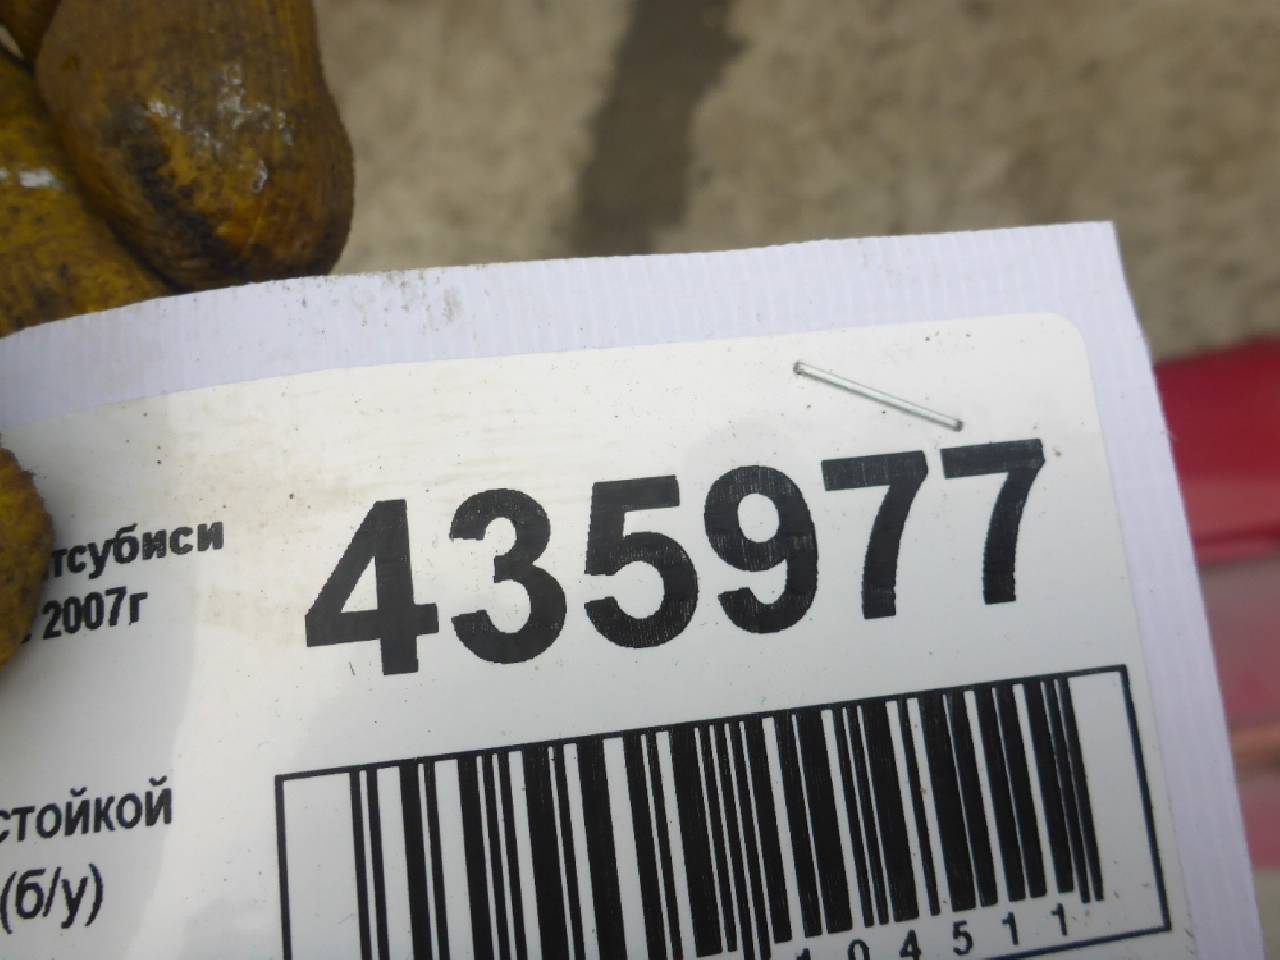 435977
тсубиси
2007г
стойкой
(б/у)
104511